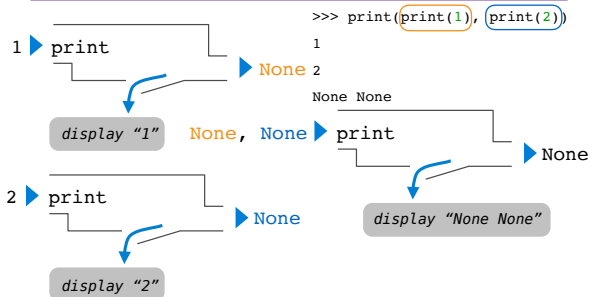 >>> print(print(1), print(2))
1
2
None None
1 print
None
display “1”
2 print
None
display “2”
None, None print
None
display “None None”